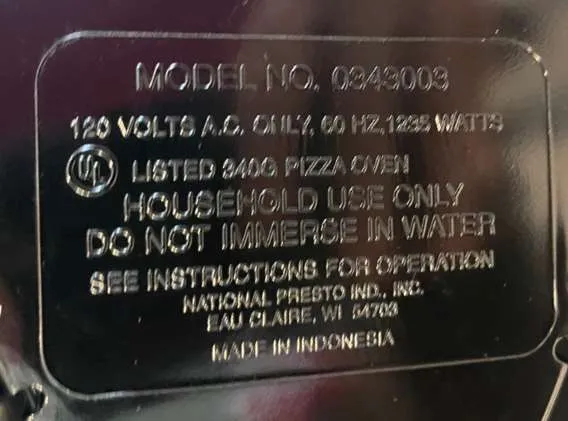 MODEL NO. 0343003
120 VOLTS A.C. ONLY, 60 HZ, 1235 WATTS
UL LISTED 340G PIZZA OVEN
HOUSEHOLD USE ONLY
DO NOT IMMERSE IN WATER
SEE INSTRUCTIONS FOR OPERATION
NATIONAL PRESTO IND., INC.
EAU CLAIRE, WI 54703
MADE IN INDONESIA